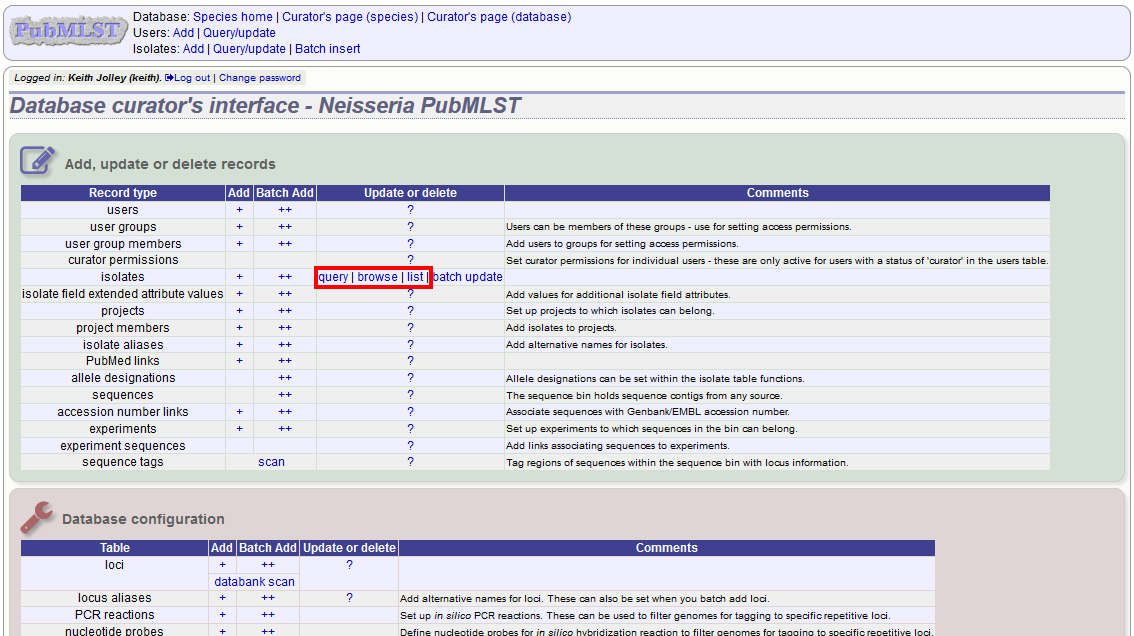 PubMLST
Database: Species home | Curator's page (species) | Curator's page (database)
Users: Add | Query/update
Isolates: Add | Query/update | Batch insert
Logged in: Keith Jolley (keith). Log out | Change password
Database curator's interface - Neisseria PubMLST
Add, update or delete records
Record type Add Batch Add Update or delete Comments
users + ++ ?
user groups + ++ ? Users can be members of these groups - use for setting access permissions.
user group members + ++ ? Add users to groups for setting access permissions.
curator permissions ? Set curator permissions for individual users - these are only active for users with a status of 'curator' in the users table.
isolates + ++ query | browse | list | batch update
isolate field extended attribute values + ++ ? Add values for additional isolate field attributes.
projects + ++ ? Set up projects to which isolates can belong.
project members + ++ ? Add isolates to projects.
isolate aliases + ++ ? Add alternative names for isolates.
PubMed links + ++ ?
allele designations ++ ? Allele designations can be set within the isolate table functions.
sequences ++ ? The sequence bin holds sequence contigs from any source.
accession number links + ++ ? Associate sequences with Genbank/EMBL accession number.
experiments + ++ ? Set up experiments to which sequences in the bin can belong.
experiment sequences ? Add links associating sequences to experiments.
sequence tags scan ? Tag regions of sequences within the sequence bin with locus information.
Database configuration
Table Add Batch Add Update or delete Comments
loci + ++ ?
databank scan
locus aliases + ++ ? Add alternative names for loci. These can also be set when you batch add loci.
PCR reactions + ++ Set up in silico PCR reactions. These can be used to filter genomes for tagging to specific repetitive loci.
nucleotide probes + ++ Define nucleotide probes for in silico hybridization reaction to filter genomes for tagging to specific repetitive loci.